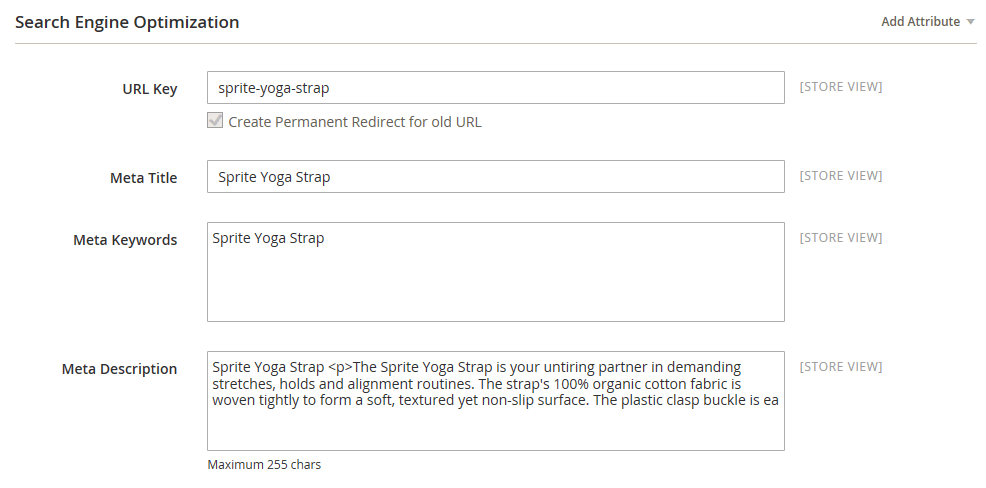 Search Engine Optimization
Add Attribute
URL Key
sprite-yoga-strap
[STORE VIEW]
Create Permanent Redirect for old URL
Meta Title
Sprite Yoga Strap
[STORE VIEW]
Meta Keywords
Sprite Yoga Strap
[STORE VIEW]
Meta Description
Sprite Yoga Strap <p>The Sprite Yoga Strap is your untiring partner in demanding
stretches, holds and alignment routines. The strap's 100% organic cotton fabric is
woven tightly to form a soft, textured yet non-slip surface. The plastic clasp buckle is ea
[STORE VIEW]
Maximum 255 chars